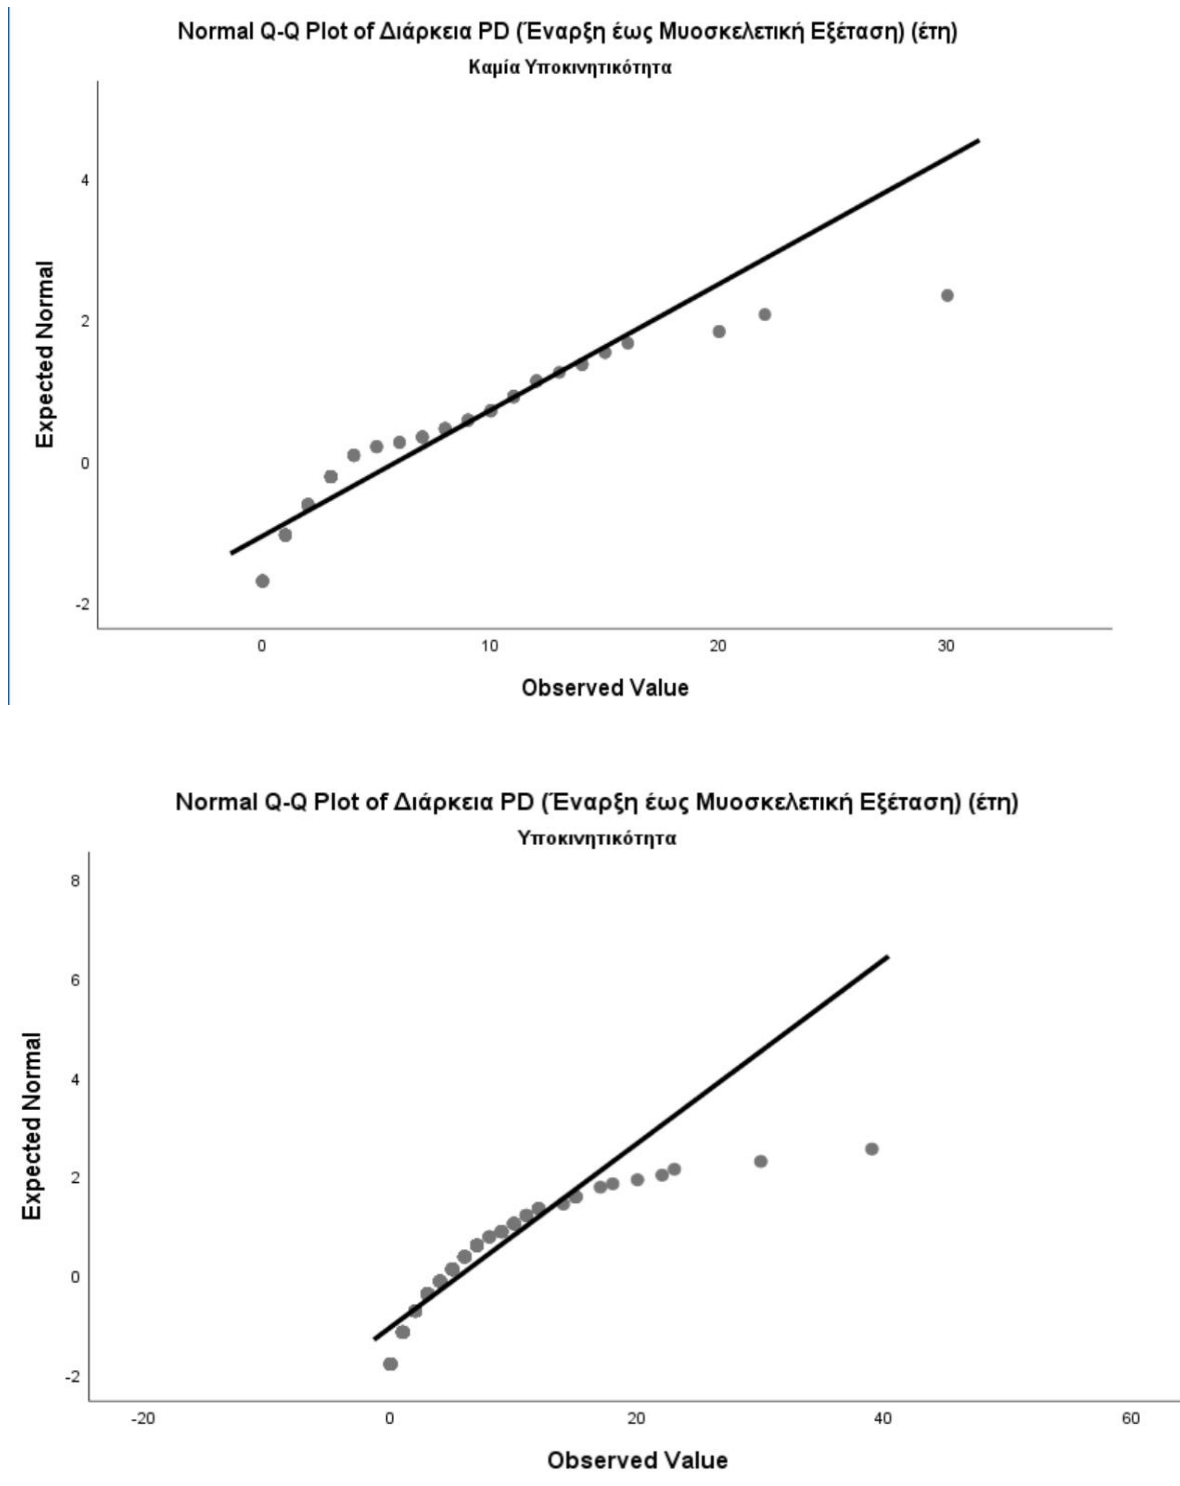 Normal Q-Q Plot of Διάρκεια PD (Έναρξη έως Μυοσκελετική Εξέταση) (έτη)
Καμία Υποκινητικότητα
4
2
0
-2
Expected Normal
0 10 20 30
Observed Value
Normal Q-Q Plot of Διάρκεια PD (Έναρξη έως Μυοσκελετική Εξέταση) (έτη)
Υποκινητικότητα
8
6
4
2
0
-2
Expected Normal
-20 0 20 40 60
Observed Value